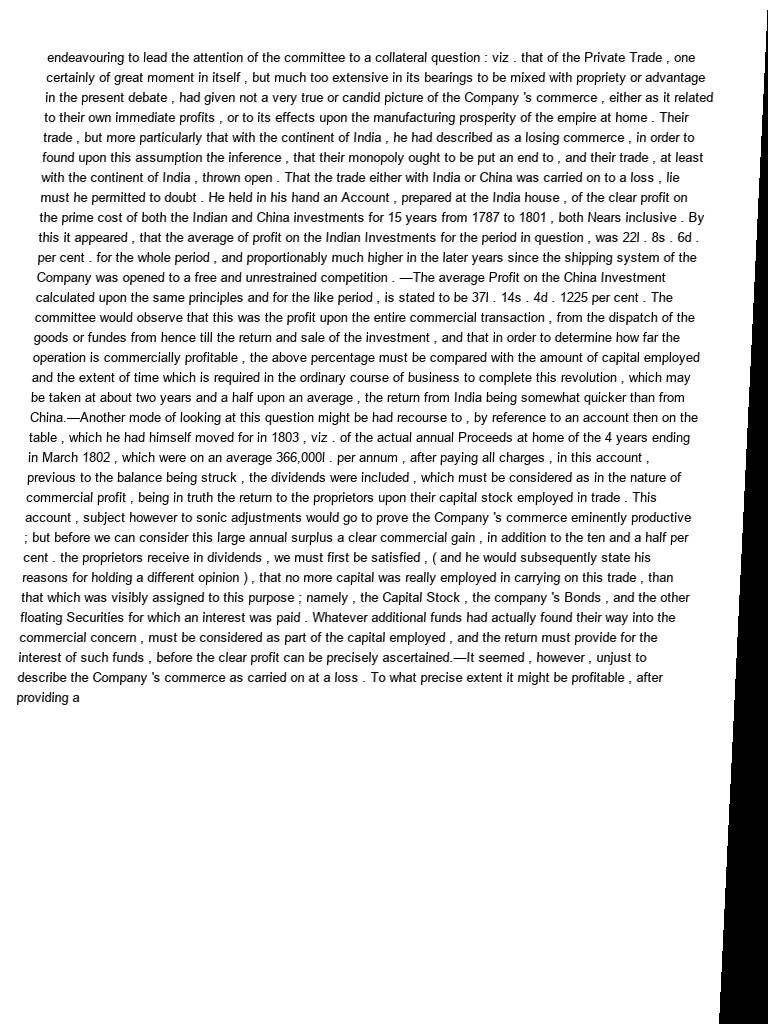 endeavouring to lead the attention of the committee to a collateral question : viz . that of the Private Trade , one
certainly of great moment in itself , but much too extensive in its bearings to be mixed with propriety or advantage
in the present debate , had given not a very true or candid picture of the Company 's commerce , either as it related
to their own immediate profits , or to its effects upon the manufacturing prosperity of the empire at home . Their
trade , but more particularly that with the continent of India , he had described as a losing commerce , in order to
found upon this assumption the inference , that their monopoly ought to be put an end to , and their trade , at least
with the continent of India , thrown open . That the trade either with India or China was carried on to a loss , lie
must he permitted to doubt . He held in his hand an Account , prepared at the India house , of the clear profit on
the prime cost of both the Indian and China investments for 15 years from 1787 to 1801 , both Nears inclusive . By
this it appeared , that the average of profit on the Indian Investments for the period in question , was 22l . 8s . 6d .
per cent . for the whole period , and proportionably much higher in the later years since the shipping system of the
Company was opened to a free and unrestrained competition . —The average Profit on the China Investment
calculated upon the same principles and for the like period , is stated to be 37l . 14s . 4d . 1225 per cent . The
committee would observe that this was the profit upon the entire commercial transaction , from the dispatch of the
goods or fundes from hence till the return and sale of the investment , and that in order to determine how far the
operation is commercially profitable , the above percentage must be compared with the amount of capital employed
and the extent of time which is required in the ordinary course of business to complete this revolution , which may
be taken at about two years and a half upon an average , the return from India being somewhat quicker than from
China.—Another mode of looking at this question might be had recourse to , by reference to an account then on the
table , which he had himself moved for in 1803 , viz . of the actual annual Proceeds at home of the 4 years ending
in March 1802 , which were on an average 366,000l . per annum , after paying all charges , in this account ,
previous to the balance being struck , the dividends were included , which must be considered as in the nature of
commercial profit , being in truth the return to the proprietors upon their capital stock employed in trade . This
account , subject however to sonic adjustments would go to prove the Company 's commerce eminently productive
; but before we can consider this large annual surplus a clear commercial gain , in addition to the ten and a half per
cent . the proprietors receive in dividends , we must first be satisfied , ( and he would subsequently state his
reasons for holding a different opinion ) , that no more capital was really employed in carrying on this trade , than
that which was visibly assigned to this purpose ; namely , the Capital Stock , the company 's Bonds , and the other
floating Securities for which an interest was paid . Whatever additional funds had actually found their way into the
commercial concern , must be considered as part of the capital employed , and the return must provide for the
interest of such funds , before the clear profit can be precisely ascertained.—It seemed , however , unjust to
describe the Company 's commerce as carried on at a loss . To what precise extent it might be profitable , after
providing a